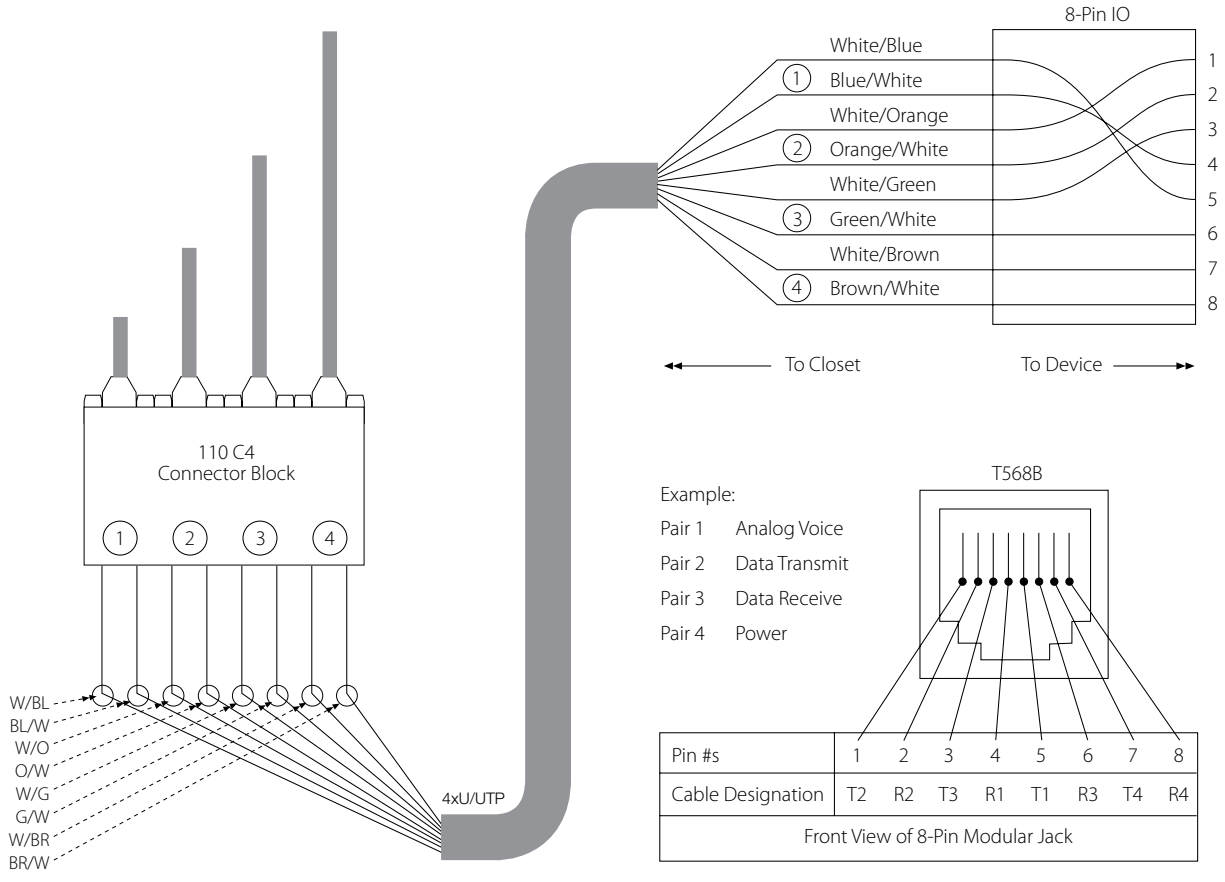 8-Pin IO
White/Blue
1 Blue/White
White/Orange
2 Orange/White
White/Green
3 Green/White
White/Brown
4 Brown/White
1
2
3
4
5
6
7
8
To Closet
To Device
110 C4
Connector Block
1 2 3 4
W/BL
BL/W
W/O
O/W
W/G
G/W
W/BR
BR/W
4xU/UTP
Example:
Pair 1 Analog Voice
Pair 2 Data Transmit
Pair 3 Data Receive
Pair 4 Power
T568B
Pin #s 1 2 3 4 5 6 7 8
Cable Designation T2 R2 T3 R1 T1 R3 T4 R4
Front View of 8-Pin Modular Jack